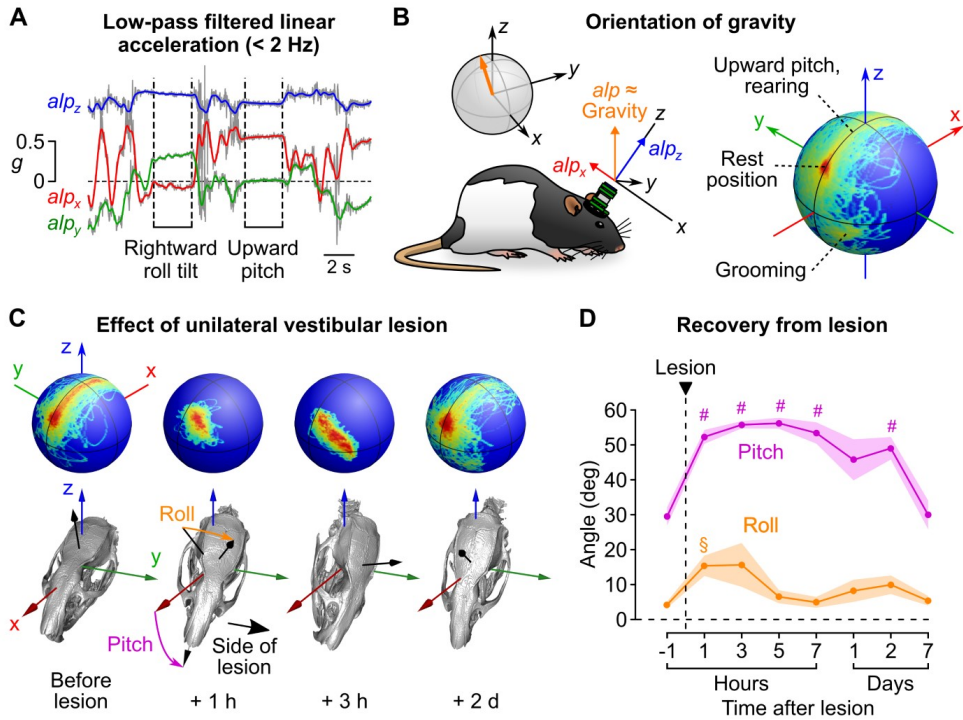 A
Low-pass filtered linear
acceleration (< 2 Hz)
alpz
0.5
g
0
alpx
alpy
Rightward
roll tilt
Upward
pitch
2 s
B
Orientation of gravity
z
y
x
alp ≈
Gravity
z
alpz
alpx
y
x
Upward pitch,
rearing
z
y
x
Rest
position
Grooming
C
Effect of unilateral vestibular lesion
z
y
x
z
Roll
y
x
Pitch
Side of
lesion
Before
lesion
+ 1 h
+ 3 h
+ 2 d
D
Recovery from lesion
Lesion
60
50
40
30
20
10
0
Angle (deg)
# # # # #
Pitch
Roll
§
-1 1 3 5 7 1 2 7
Hours Days
Time after lesion